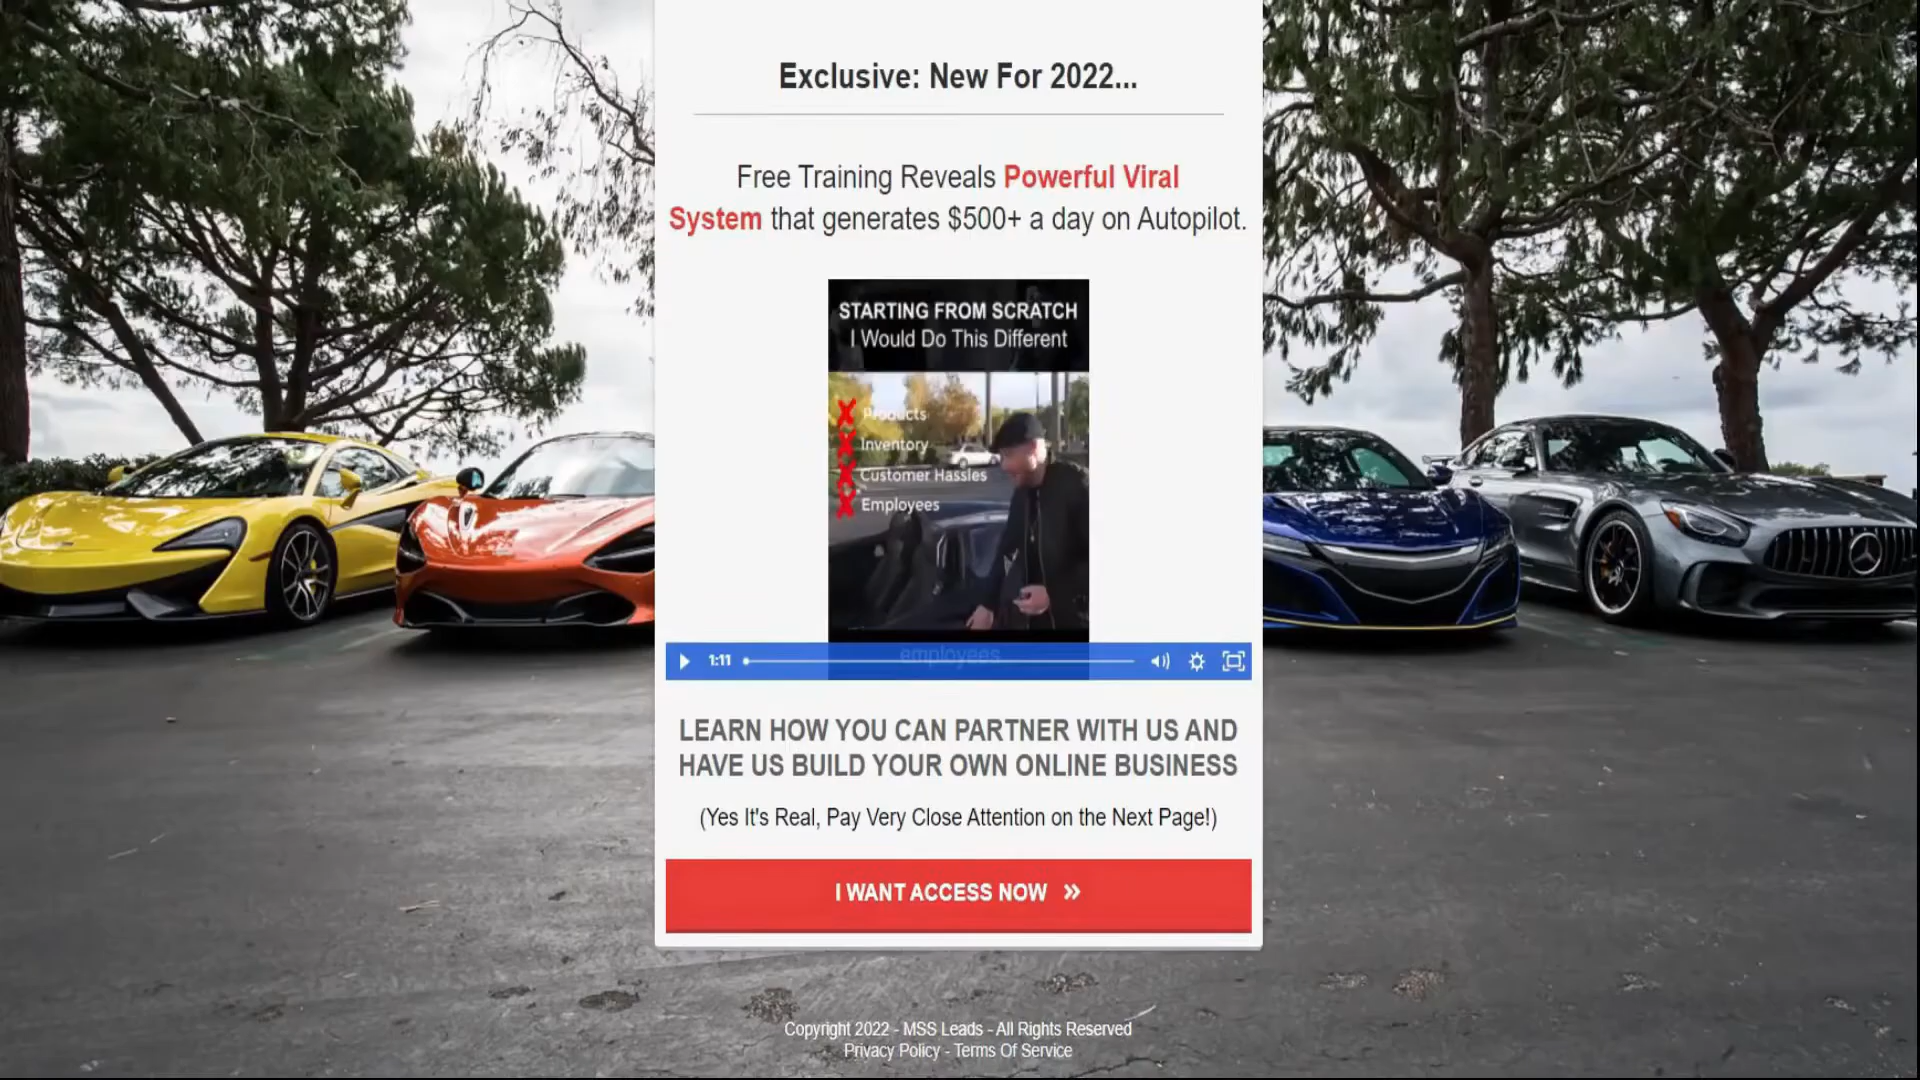 Exclusive: New For 2022...
Free Training Reveals Powerful Viral
System that generates $500+ a day on Autopilot.
STARTING FROM SCRATCH
I Would Do This Different
Products
Inventory
Customer Hassles
Employees
employees
1:11
LEARN HOW YOU CAN PARTNER WITH US AND
HAVE US BUILD YOUR OWN ONLINE BUSINESS
(Yes It's Real, Pay Very Close Attention on the Next Page!)
I WANT ACCESS NOW »
Copyright 2022 - MSS Leads - All Rights Reserved
Privacy Policy - Terms Of Service